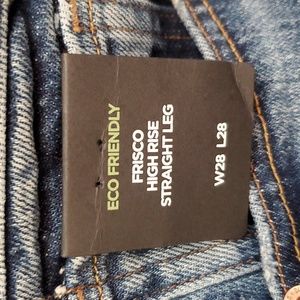 ECO FRIENDLY
FRISCO
HIGH RISE
STRAIGHT LEG
W28 L28